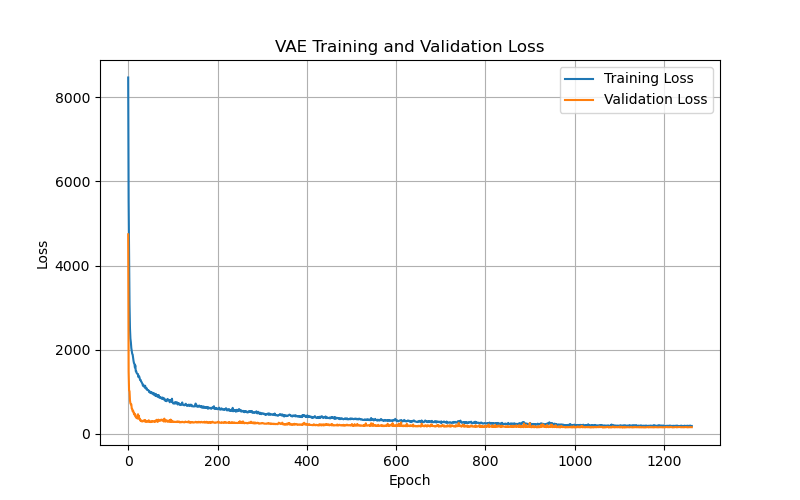 VAE Training and Validation Loss
Training Loss
Validation Loss
8000
6000
4000
2000
0
Loss
0 200 400 600 800 1000 1200
Epoch